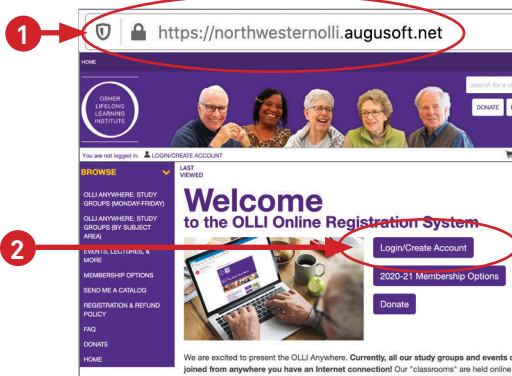 1
https://northwesternolli.augusoft.net
HOME
OSHER
LIFELONG
LEARNING
INSTITUTE
search for a
DONATE
You are not logged in. LOGIN/CREATE ACCOUNT
BROWSE
LAST
VIEWED
OLLI ANYWHERE: STUDY
GROUPS (MONDAY-FRIDAY)
OLLI ANYWHERE: STUDY
GROUPS (BY SUBJECT
AREA)
EVENTS, LECTURES, &
MORE
MEMBERSHIP OPTIONS
SEND ME A CATALOG
REGISTRATION & REFUND
POLICY
FAQ
DONATE
HOME
Welcome
to the OLLI Online Registration System
2
Login/Create Account
2020-21 Membership Options
Donate
We are excited to present the OLLI Anywhere. Currently, all our study groups and events
joined from anywhere you have an Internet connection! Our "classrooms" are held online